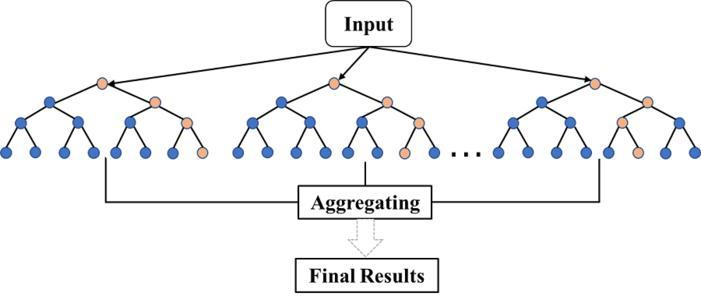 Input
...
Aggregating
Final Results